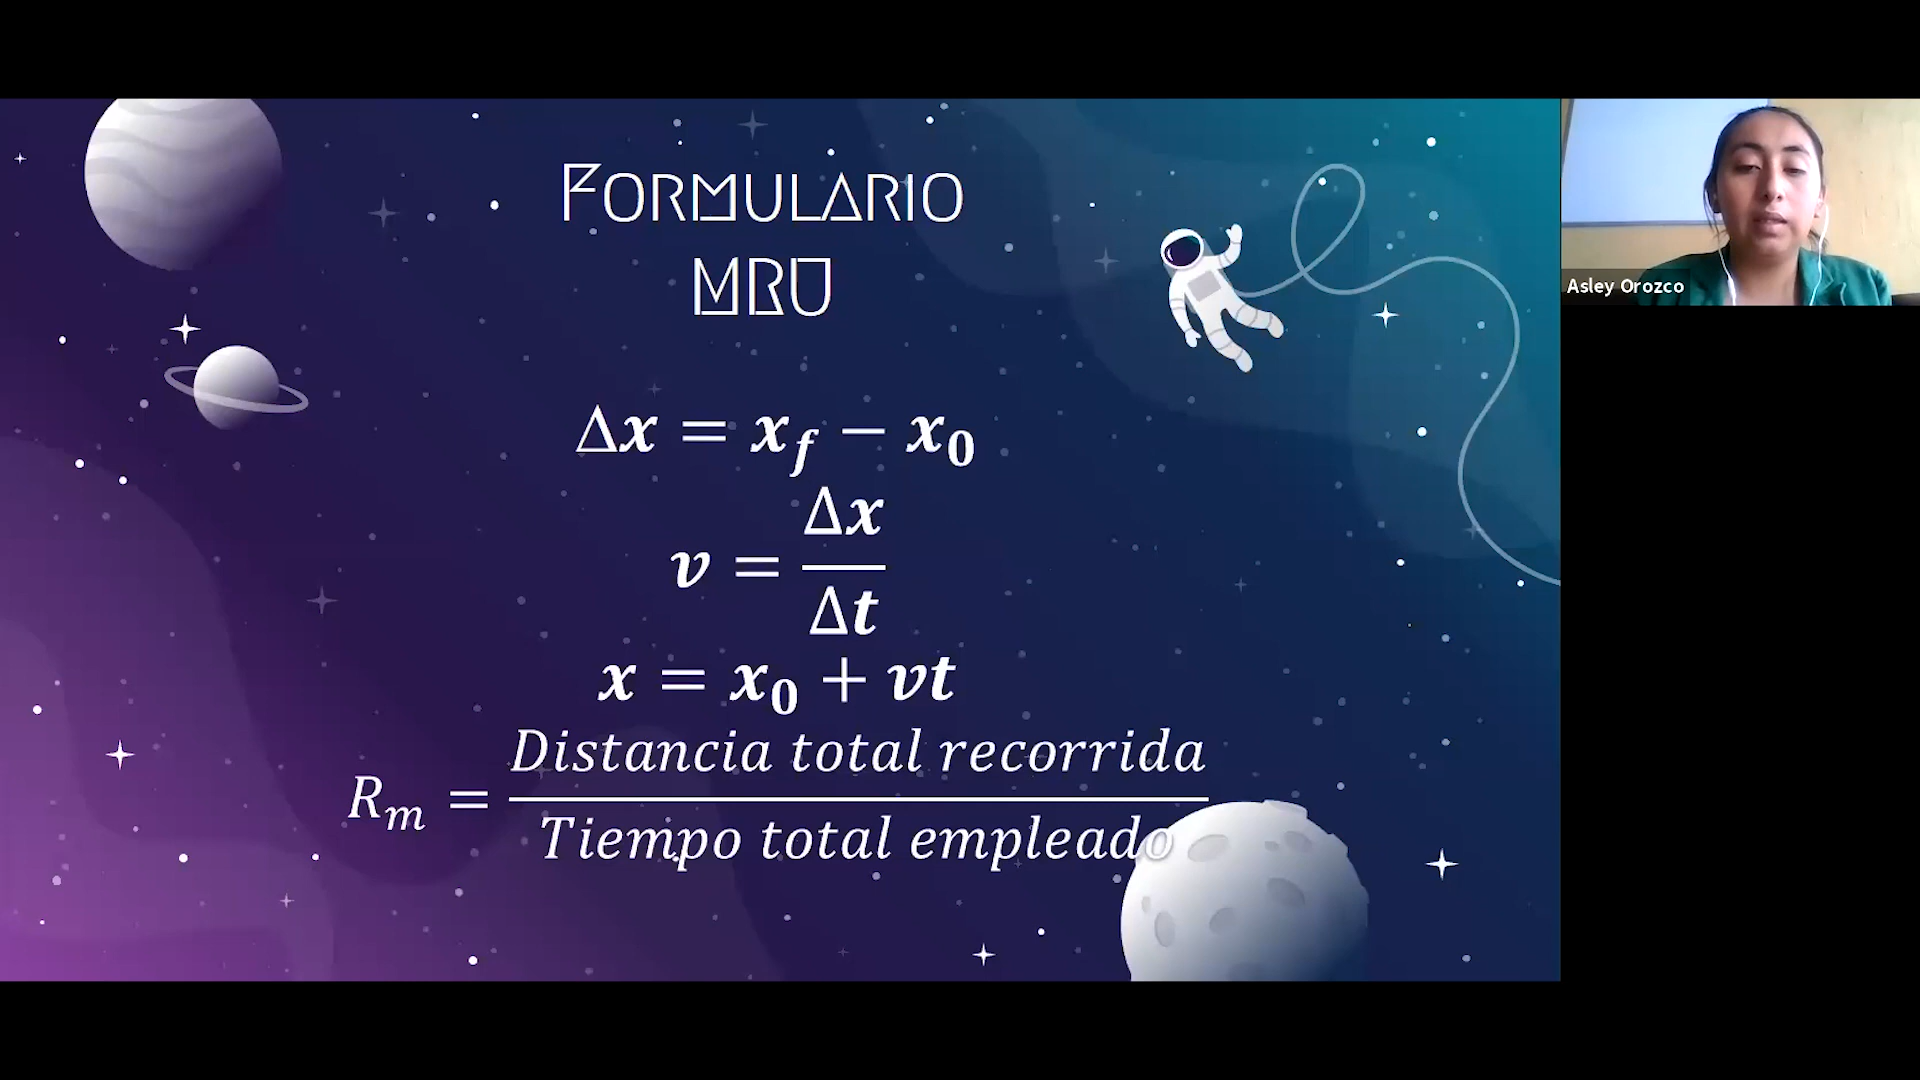 FORMULARIO
MRU
Δx = x_f − x_0
v = Δx / Δt
x = x_0 + vt
R_m = Distancia total recorrida / Tiempo total empleado
Asley Orozco